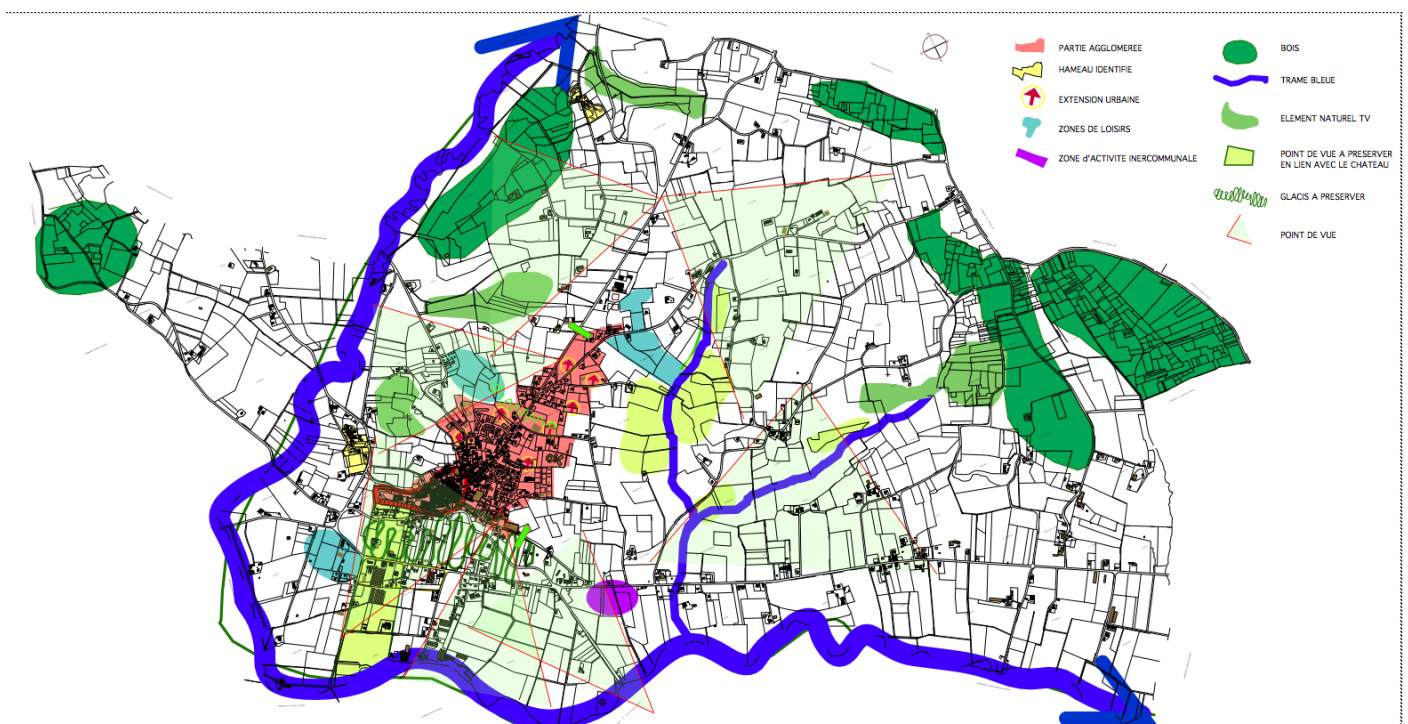 PARTIE AGGLOMEREE
HAMEAU IDENTIFIE
EXTENSION URBAINE
ZONES DE LOISIRS
ZONE d'ACTIVITE INERCOMMUNALE
BOIS
TRAME BLEUE
ELEMENT NATUREL TV
POINT DE VUE A PRESERVER
EN LIEN AVEC LE CHATEAU
GLACIS A PRESERVER
POINT DE VUE